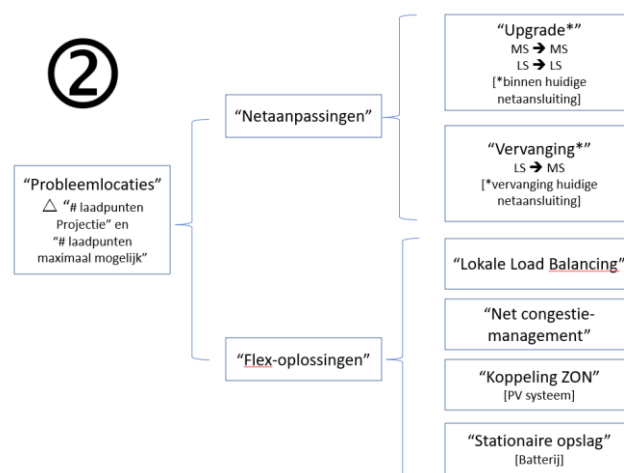 ②
“Probleemlocaties”
△ “# laadpunten
Projectie” en
“# laadpunten
maximaal mogelijk”
“Netaanpassingen”
“Upgrade*”
MS ➔ MS
LS ➔ LS
[*binnen huidige
netaansluiting]
“Vervanging*”
LS ➔ MS
[*vervanging huidige
netaansluiting]
“Flex-oplossingen”
“Lokale Load Balancing”
“Net congestie-
management”
“Koppeling ZON”
[PV systeem]
“Stationaire opslag”
[Batterij]